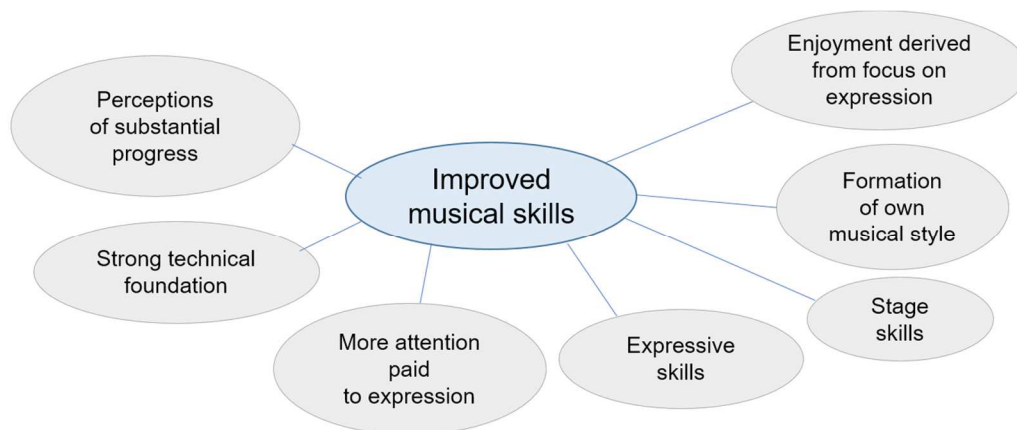 Perceptions
of substantial
progress
Enjoyment derived
from focus on
expression
Improved
musical skills
Formation
of own
musical style
Strong technical
foundation
Stage
skills
More attention
paid
to expression
Expressive
skills